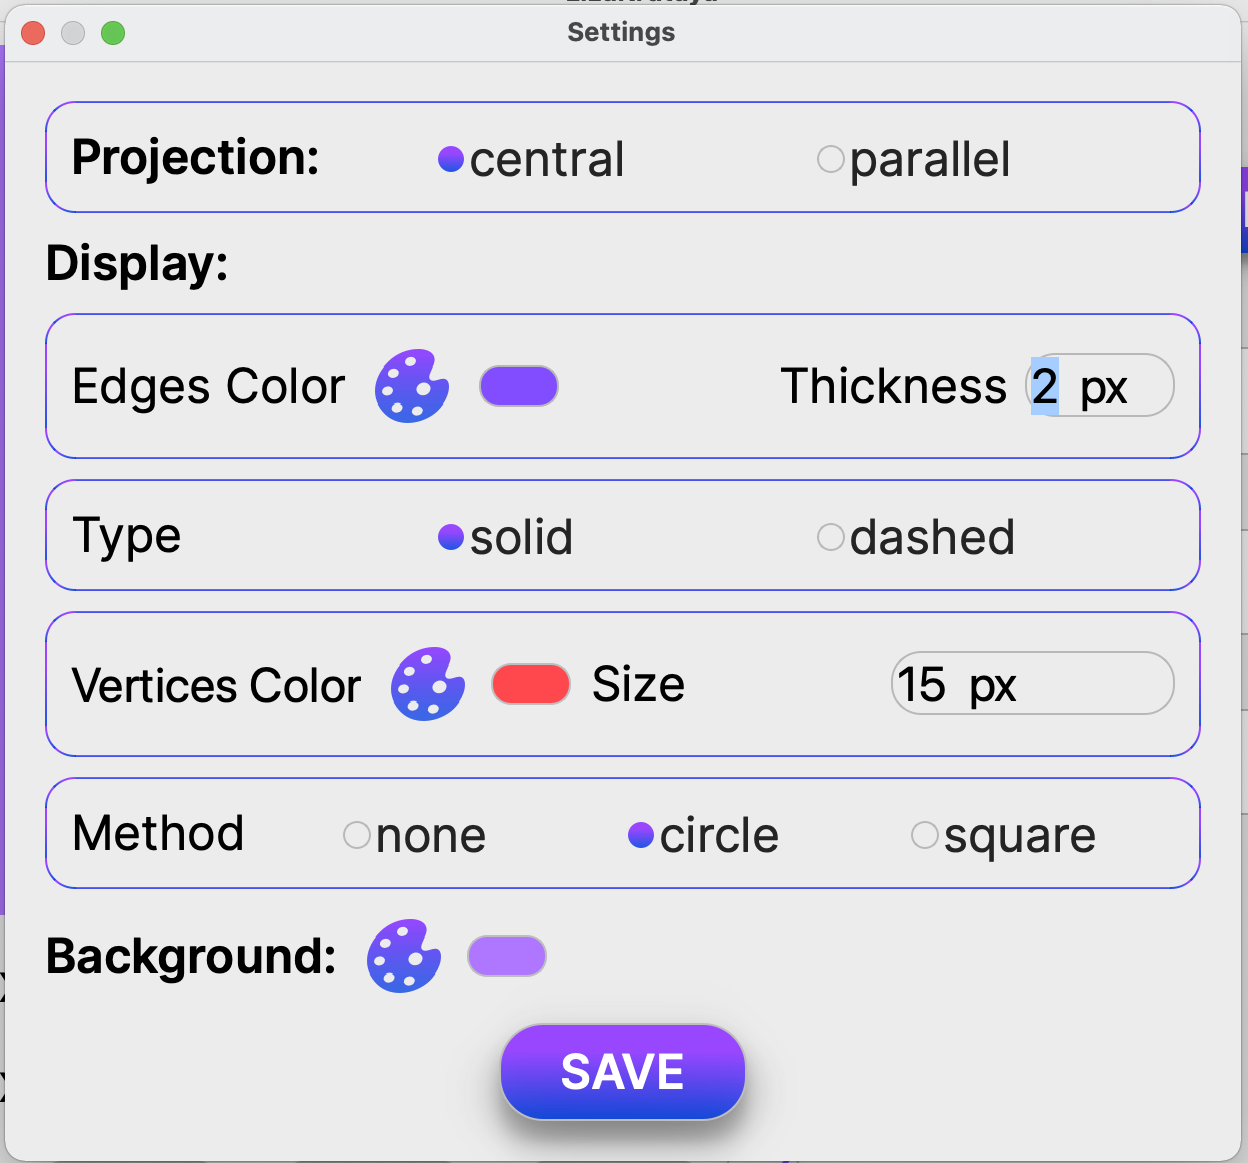 Settings
Projection: central parallel
Display:
Edges Color Thickness 2 px
Type solid dashed
Vertices Color Size 15 px
Method none circle square
Background:
SAVE